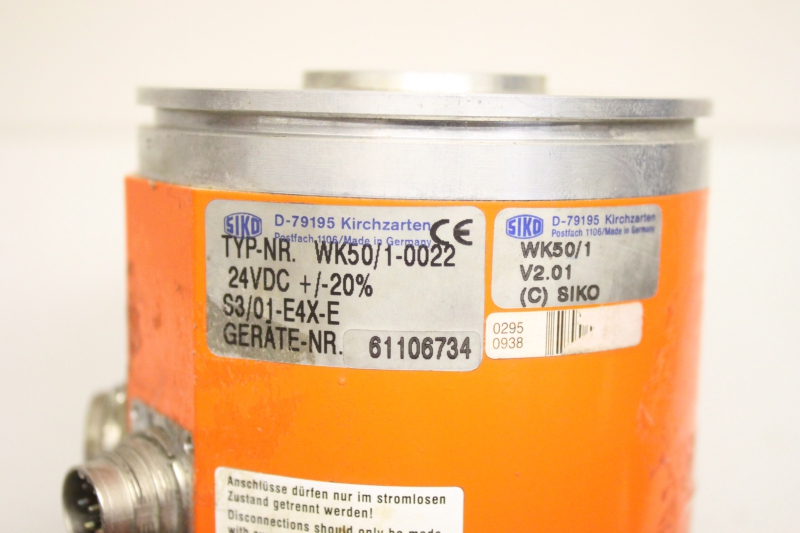 SIKO D-79195 Kirchzarten CE
Postfach 1106/Made in Germany
TYP-NR. WK50/1-0022
24VDC +/-20%
S3/01-E4X-E
GERÄTE-NR. 61106734
SIKO D-79195 Kirchzarten
Postfach 1106/Made in Germany
WK50/1
V2.01
(C) SIKO
0295
0938
Anschlüsse dürfen nur im stromlosen
Zustand getrennt werden!
Disconnections should only be made